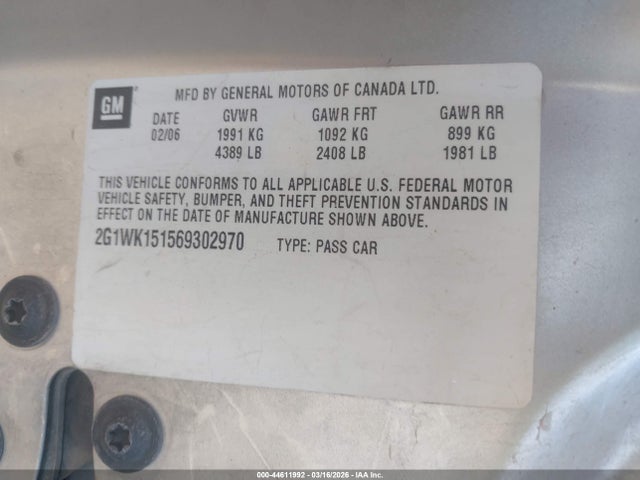 GM
MFD BY GENERAL MOTORS OF CANADA LTD.
DATE GVWR GAWR FRT GAWR RR
02/06 1991 KG 1092 KG 899 KG
4389 LB 2408 LB 1981 LB
THIS VEHICLE CONFORMS TO ALL APPLICABLE U.S. FEDERAL MOTOR
VEHICLE SAFETY, BUMPER, AND THEFT PREVENTION STANDARDS IN
EFFECT ON THE DATE OF MANUFACTURE SHOWN ABOVE.
2G1WK151569302970 TYPE: PASS CAR
000-44611992 - 03/16/2026 - IAA Inc.